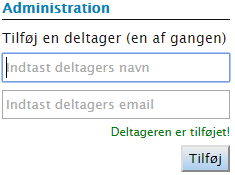 Administration
Tilføj en deltager (en af gangen)
Indtast deltagers navn
Indtast deltagers email
Deltageren er tilføjet!
Tilføj